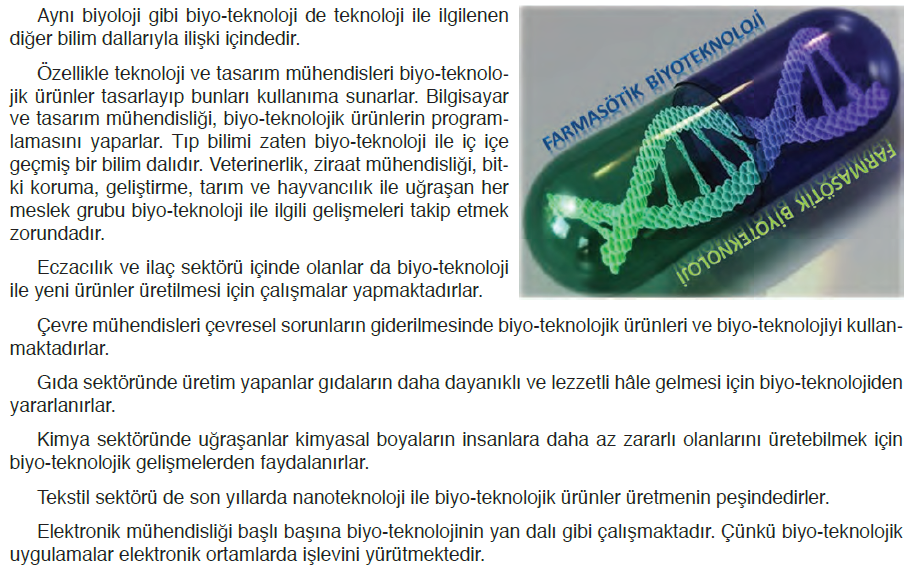 Aynı biyoloji gibi biyo-teknoloji de teknoloji ile ilgilenen
diğer bilim dallarıyla ilişki içindedir.
Özellikle teknoloji ve tasarım mühendisleri biyo-teknolo-
jik ürünler tasarlayıp bunları kullanıma sunarlar. Bilgisayar
ve tasarım mühendisliği, biyo-teknolojik ürünlerin program-
lamasını yaparlar. Tıp bilimi zaten biyo-teknoloji ile iç içe
geçmiş bir bilim dalıdır. Veterinerlik, ziraat mühendisliği, bit-
ki koruma, geliştirme, tarım ve hayvancılık ile uğraşan her
meslek grubu biyo-teknoloji ile ilgili gelişmeleri takip etmek
zorundadır.
Eczacılık ve ilaç sektörü içinde olanlar da biyo-teknoloji
ile yeni ürünler üretilmesi için çalışmalar yapmaktadırlar.
FARMASÖTİK BİYOTEKNOLOJİ
FARMASÖTİK BİYOTEKNOLOJİ
Çevre mühendisleri çevresel sorunların giderilmesinde biyo-teknolojik ürünleri ve biyo-teknolojiyi kullan-
maktadırlar.
Gıda sektöründe üretim yapanlar gıdaların daha dayanıklı ve lezzetli hâle gelmesi için biyo-teknolojiden
yararlanırlar.
Kimya sektöründe uğraşanlar kimyasal boyaların insanlara daha az zararlı olanlarını üretebilmek için
biyo-teknolojik gelişmelerden faydalanırlar.
Tekstil sektörü de son yıllarda nanoteknoloji ile biyo-teknolojik ürünler üretmenin peşindedirler.
Elektronik mühendisliği başlı başına biyo-teknolojinin yan dalı gibi çalışmaktadır. Çünkü biyo-teknolojik
uygulamalar elektronik ortamlarda işlevini yürütmektedir.